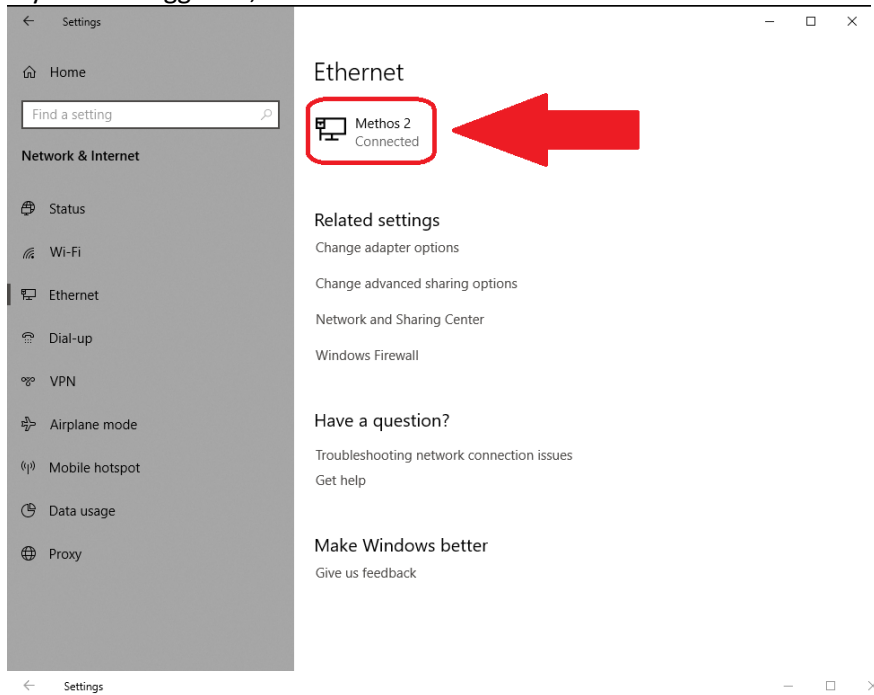 Settings
Home
Find a setting
Network & Internet
Status
Wi-Fi
Ethernet
Dial-up
VPN
Airplane mode
Mobile hotspot
Data usage
Proxy
Ethernet
Methos 2
Connected
Related settings
Change adapter options
Change advanced sharing options
Network and Sharing Center
Windows Firewall
Have a question?
Troubleshooting network connection issues
Get help
Make Windows better
Give us feedback
Settings